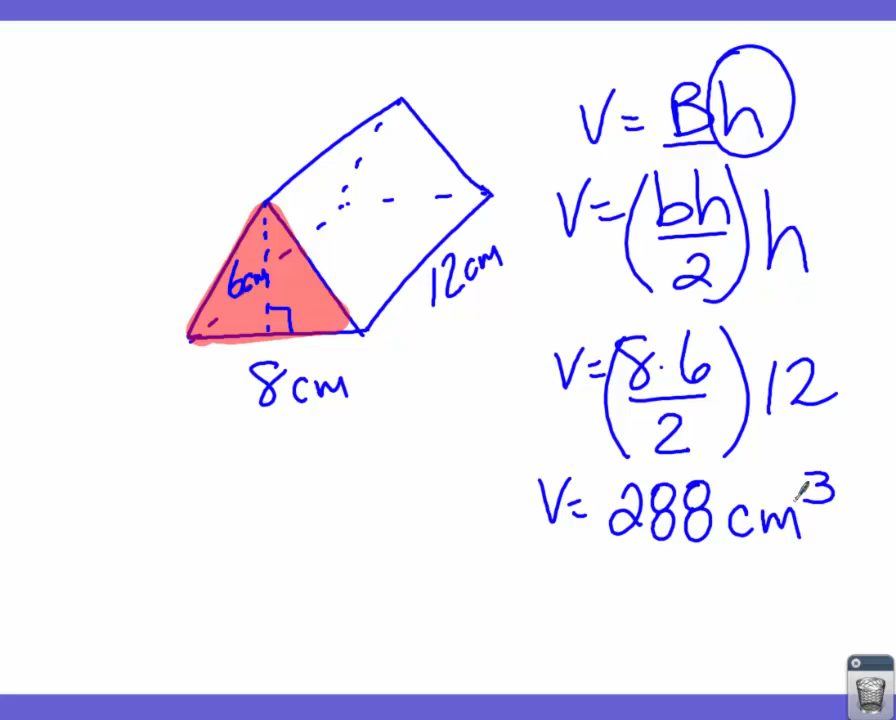 V = Bh
V = (bh/2)h
6cm
12cm
V = (8·6/2)12
8cm
V = 288 cm³